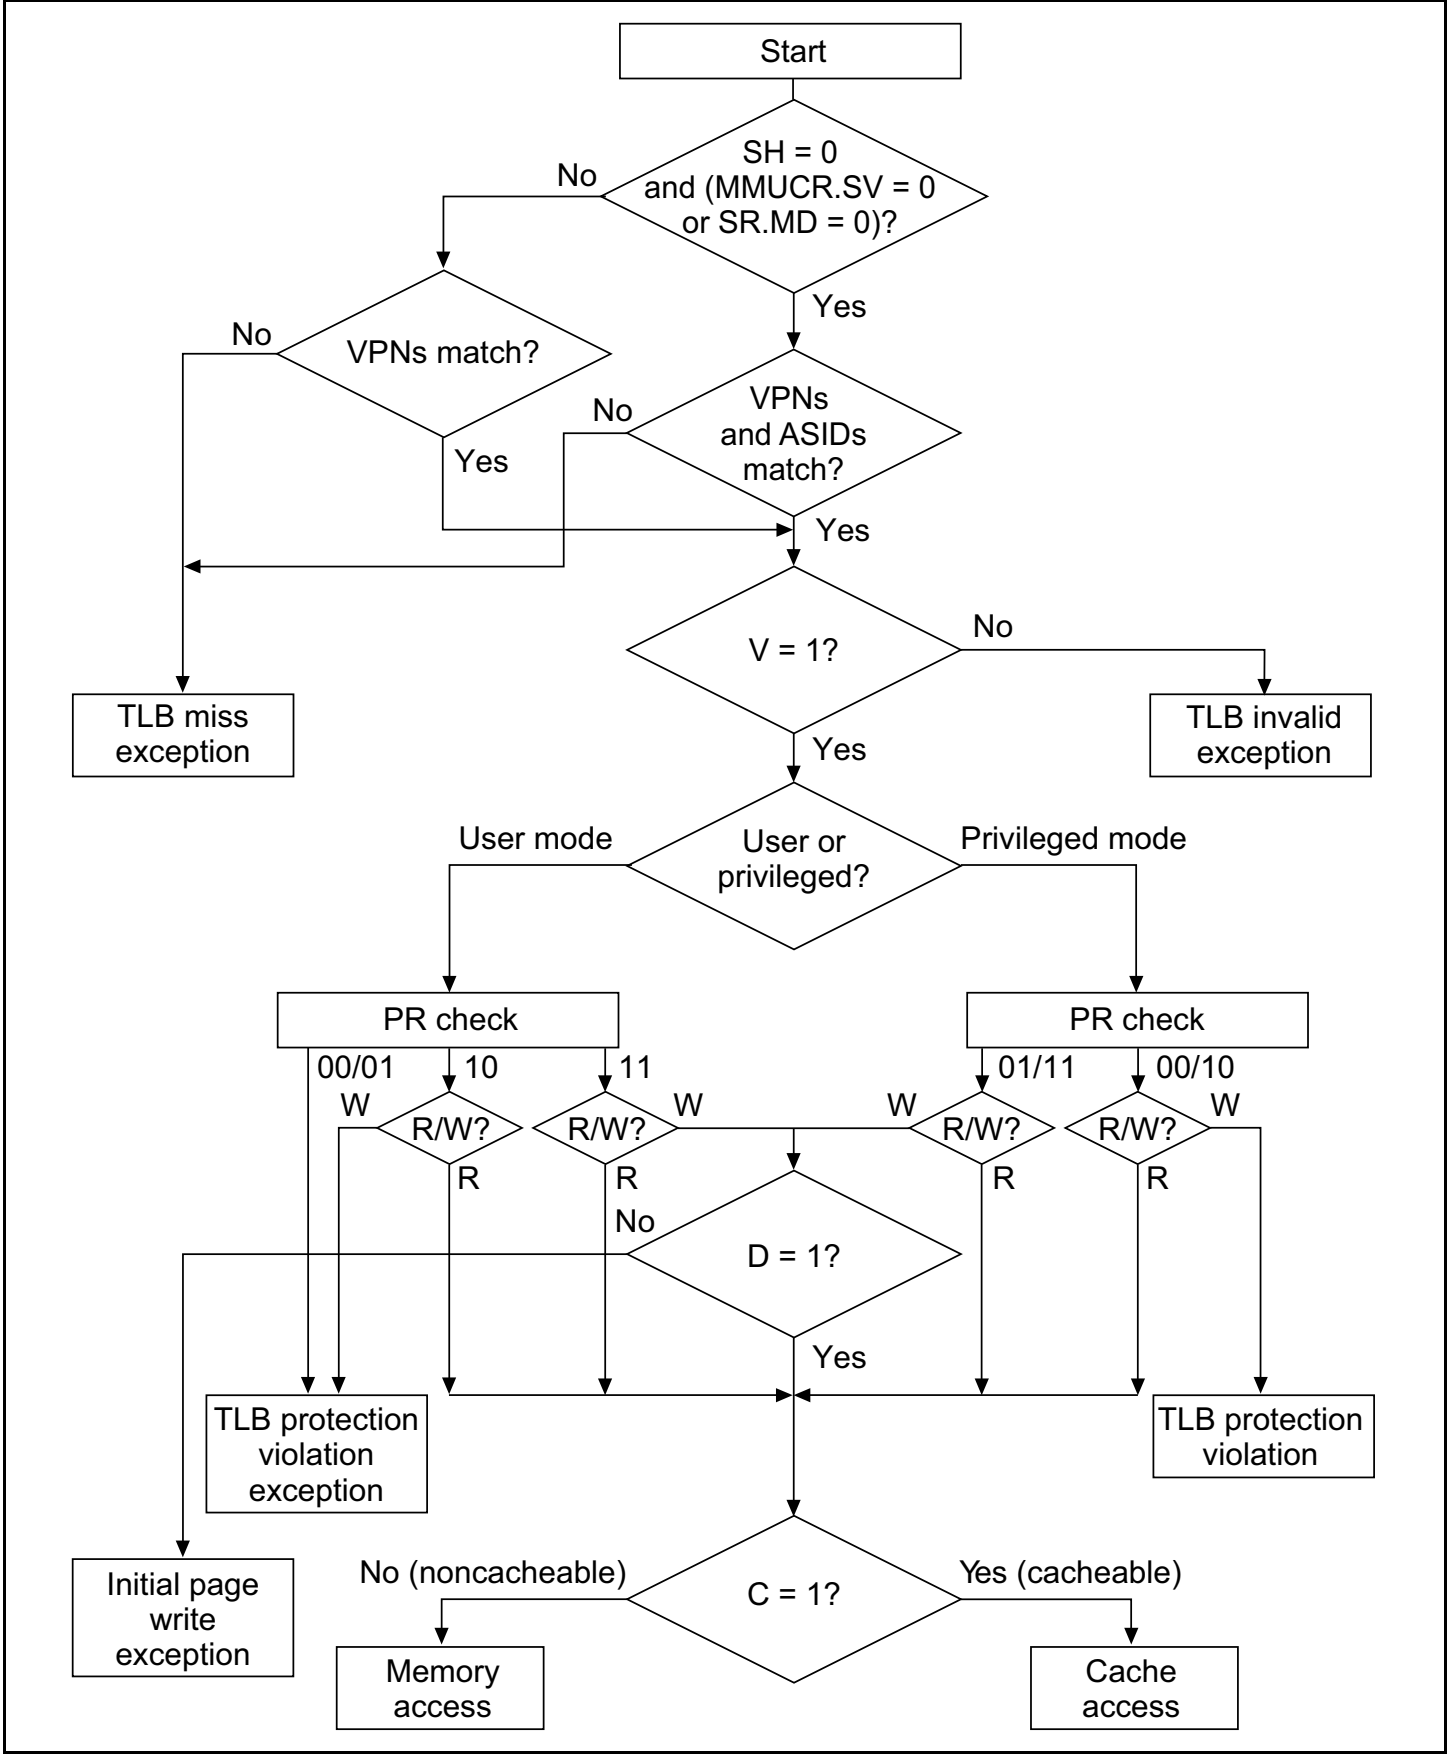 Start
SH = 0
and (MMUCR.SV = 0
or SR.MD = 0)?
No
Yes
VPNs match?
No
Yes
VPNs
and ASIDs
match?
No
Yes
V = 1?
No
Yes
TLB miss
exception
TLB invalid
exception
User or
privileged?
User mode
Privileged mode
PR check
PR check
00/01
10
11
01/11
00/10
W
R/W?
R/W?
W
W
R/W?
R/W?
W
R
R
R
R
No
D = 1?
Yes
TLB protection
violation
exception
TLB protection
violation
Initial page
write
exception
No (noncacheable)
C = 1?
Yes (cacheable)
Memory
access
Cache
access